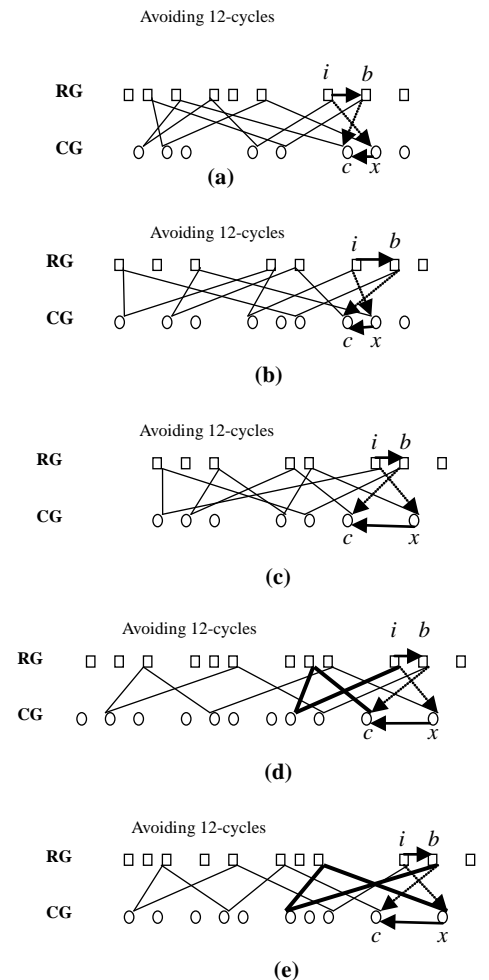 Avoiding 12-cycles
i b
RG
CG
c x
(a)
Avoiding 12-cycles
i b
RG
CG
c x
(b)
Avoiding 12-cycles
i b
RG
CG
c x
(c)
Avoiding 12-cycles
i b
RG
CG
c x
(d)
Avoiding 12-cycles
i b
RG
CG
c x
(e)